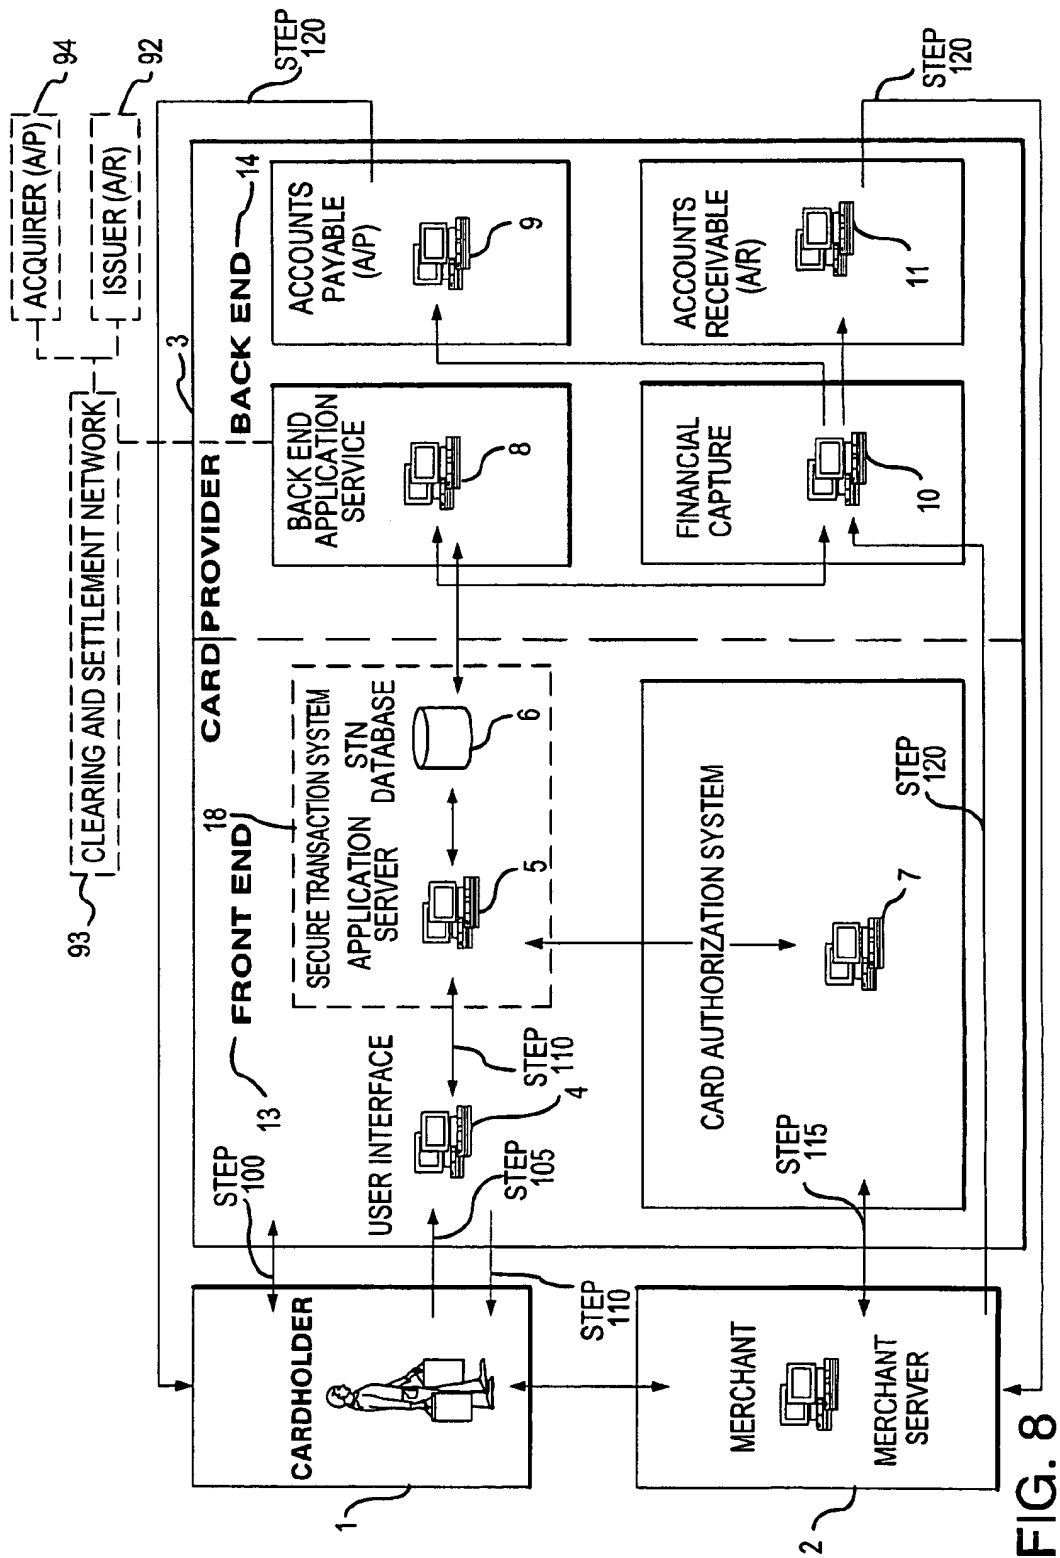 94
ACQUIRER (A/P)
92
ISSUER (A/R)
93
CLEARING AND SETTLEMENT NETWORK
3
CARD PROVIDER
13
FRONT END
BACK END
14
STEP
100
CARDHOLDER
1
STEP
105
STEP
110
USER INTERFACE
4
STEP
110
18
SECURE TRANSACTION SYSTEM
APPLICATION
SERVER
5
STN
DATABASE
6
BACK END
APPLICATION
SERVICE
8
ACCOUNTS
PAYABLE
(A/P)
9
STEP
120
MERCHANT
MERCHANT
SERVER
2
STEP
115
CARD AUTHORIZATION SYSTEM
7
STEP
120
FINANCIAL
CAPTURE
10
ACCOUNTS
RECEIVABLE
(A/R)
11
STEP
120
FIG. 8